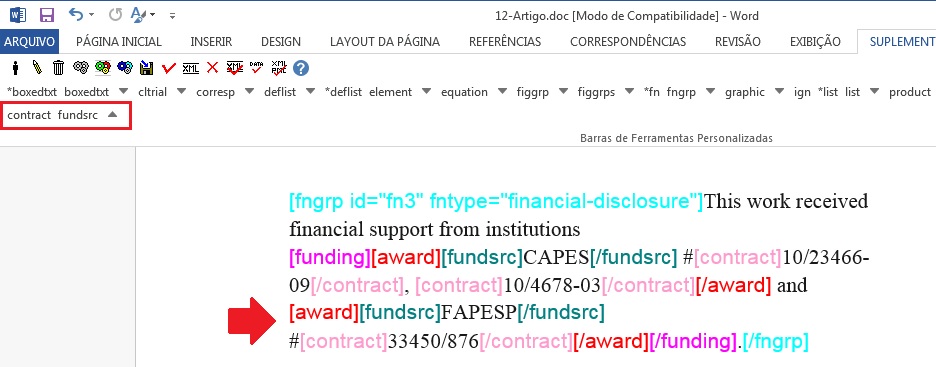 12-Artigo.doc [Modo de Compatibilidade] - Word
ARQUIVO PÁGINA INICIAL INSERIR DESIGN LAYOUT DA PÁGINA REFERÊNCIAS CORRESPONDÊNCIAS REVISÃO EXIBIÇÃO SUPLEMENT
*boxedtxt boxedtxt cltrial corresp deflist *deflist element equation figgrp figgrps *fn fngrp graphic ign *list list product
contract fundsrc
Barras de Ferramentas Personalizadas
[fngrp id="fn3" fntype="financial-disclosure"]This work received
financial support from institutions
[funding][award][fundsrc]CAPES[/fundsrc] #[contract]10/23466-
09[/contract], [contract]10/4678-03[/contract][/award] and
[award][fundsrc]FAPESP[/fundsrc]
#[contract]33450/876[/contract][/award][/funding].[/fngrp]